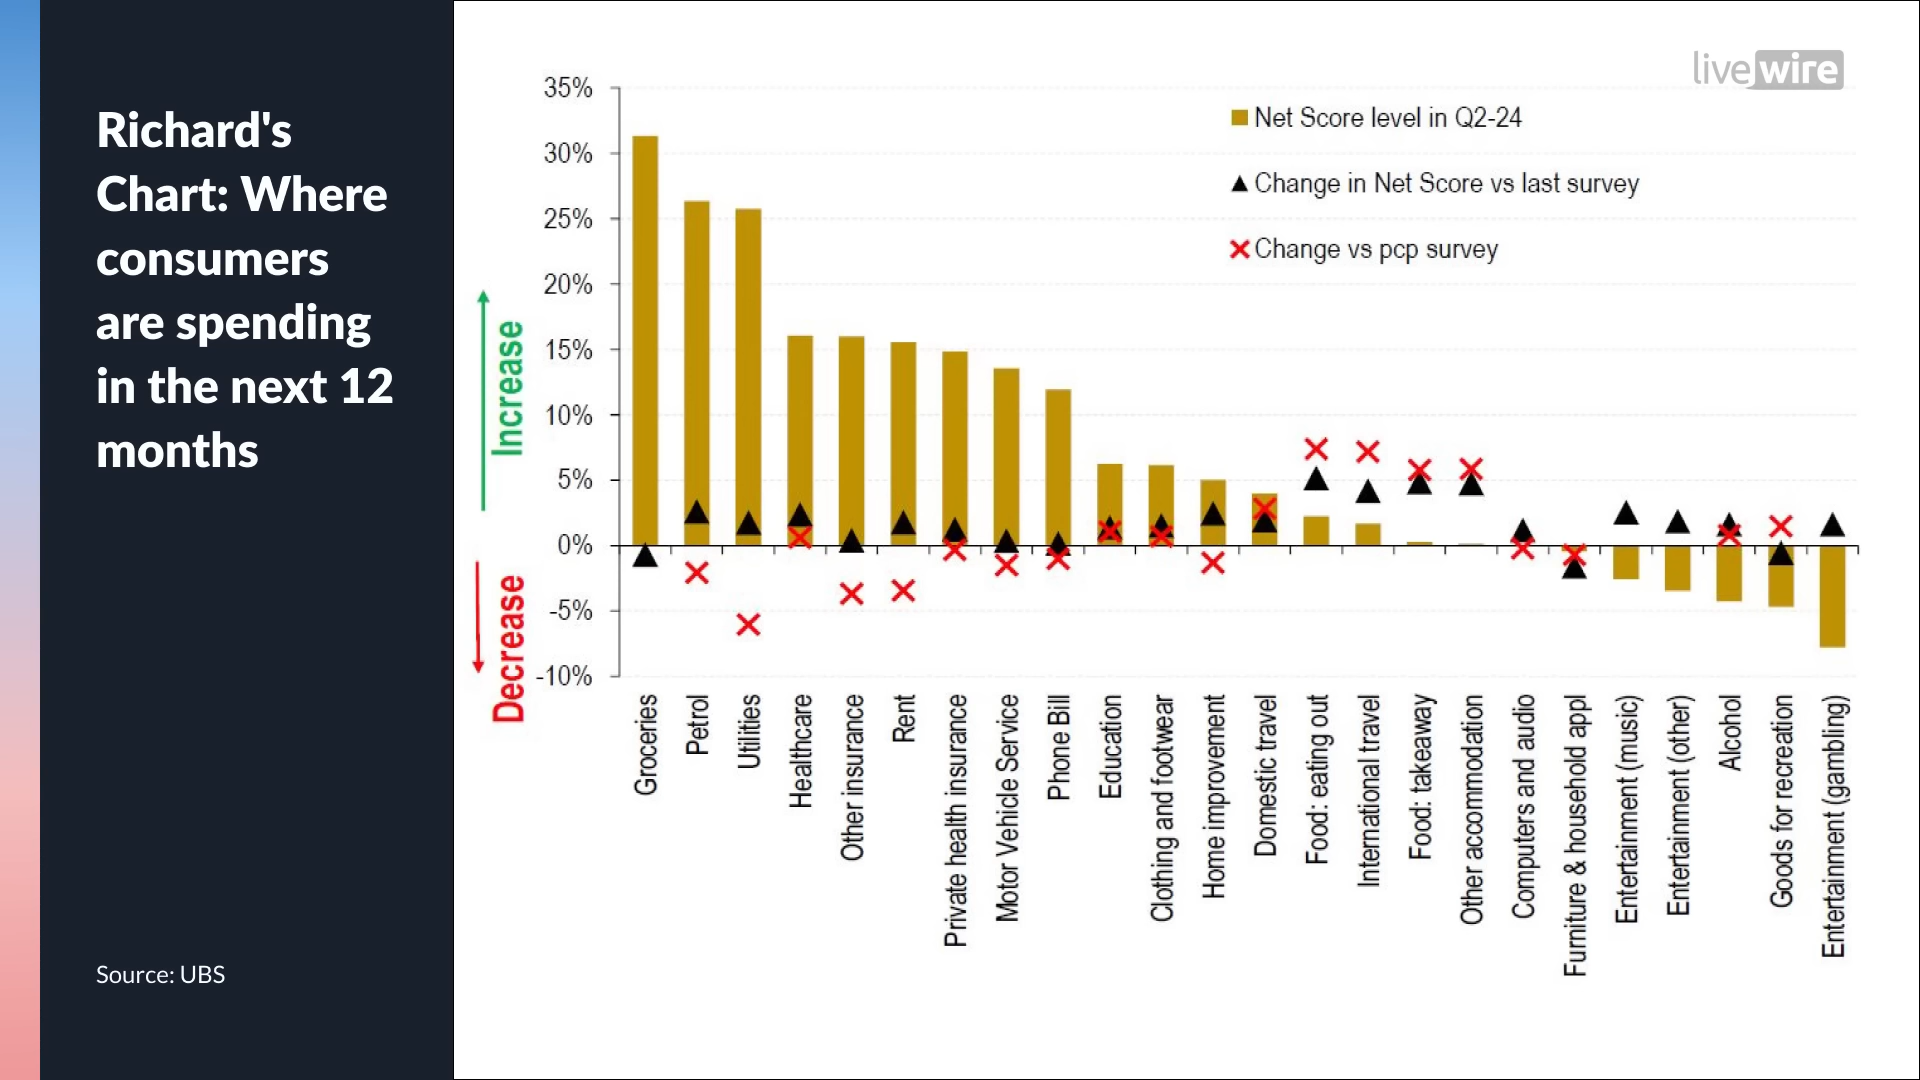 Richard's
Chart: Where
consumers
are spending
in the next 12
months
Source: UBS
livewire
Net Score level in Q2-24
Change in Net Score vs last survey
Change vs pcp survey
Increase
Decrease
35%
30%
25%
20%
15%
10%
5%
0%
-5%
-10%
Groceries
Petrol
Utilities
Healthcare
Other insurance
Rent
Private health insurance
Motor Vehicle Service
Phone Bill
Education
Clothing and footwear
Home improvement
Domestic travel
Food: eating out
International travel
Food: takeaway
Other accommodation
Computers and audio
Furniture & household appl
Entertainment (music)
Entertainment (other)
Alcohol
Goods for recreation
Entertainment (gambling)